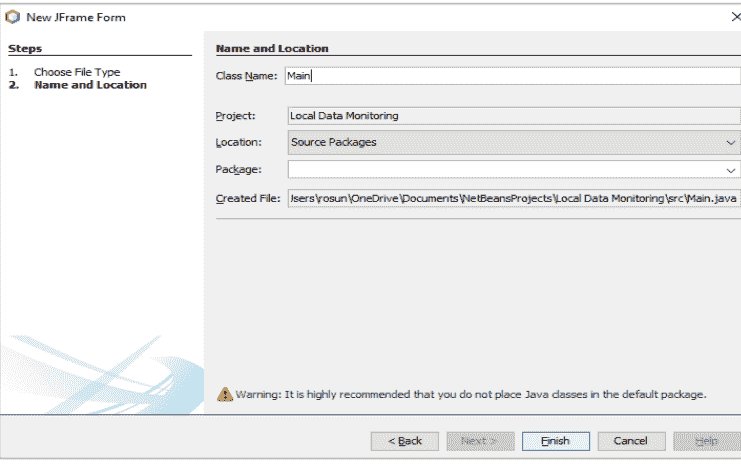 New JFrame Form
Steps
1. Choose File Type
2. Name and Location
Name and Location
Class Name: Main
Project: Local Data Monitoring
Location: Source Packages
Package:
Created File: Jsers\rosun\OneDrive\Documents\NetBeansProjects\Local Data Monitoring\src\Main.java
Warning: It is highly recommended that you do not place Java classes in the default package.
< Back Next > Finish Cancel Help